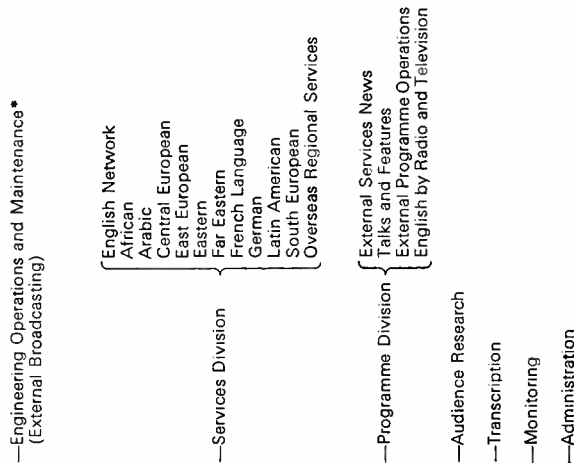 —Engineering Operations and Maintenance*
(External Broadcasting)
—Services Division
English Network
African
Arabic
Central European
East European
Eastern
Far Eastern
French Language
German
Latin American
South European
Overseas Regional Services
—Programme Division
External Services News
Talks and Features
External Programme Operations
English by Radio and Television
—Audience Research
—Transcription
—Monitoring
—Administration